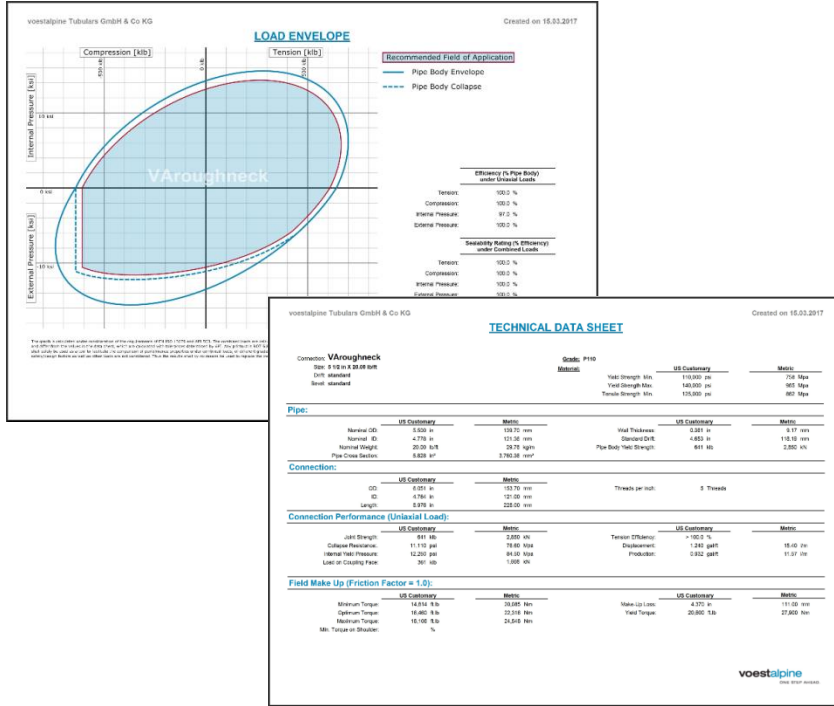 voestalpine Tubulars GmbH & Co KG
Created on 15.03.2017
LOAD ENVELOPE
Compression [klb]
Tension [klb]
0 klb
Internal Pressure [ksi]
External Pressure [ksi]
0 ksi
-10 ksi
VAroughneck
Recommended Field of Application
Pipe Body Envelope
Pipe Body Collapse
Efficiency (% Pipe Body)
under Uniaxial Loads
Tension: 100.0 %
Compression: 100.0 %
Internal Pressure: 97.0 %
External Pressure: 100.0 %
Sealability Rating (% Efficiency)
under Combined Loads
Tension: 100.0 %
Compression: 100.0 %
Internal Pressure: 100.0 %
External Pressure: 100.0 %
voestalpine Tubulars GmbH & Co KG
Created on 15.03.2017
TECHNICAL DATA SHEET
Connection: VAroughneck
Size: 5 1/2 in X 20.00 lb/ft
Drift: standard
Bevel: standard
Grade: P110
Material:
US Customary Metric
Yield Strength Min. 110,000 psi 758 Mpa
Yield Strength Max. 140,000 psi 965 Mpa
Tensile Strength Min. 125,000 psi 862 Mpa
Pipe:
US Customary Metric US Customary Metric
Nominal OD: 5.500 in 139.70 mm Wall Thickness: 0.361 in 9.17 mm
Nominal ID: 4.778 in 121.36 mm Standard Drift: 4.653 in 118.18 mm
Nominal Weight: 20.00 lb/ft 29.76 kg/m Pipe Body Yield Strength: 641 klb 2,850 kN
Pipe Cross Section: 5.828 in² 3,760.38 mm²
Connection:
US Customary Metric US Customary Metric
OD: 6.051 in 153.70 mm Threads per inch: 5 Threads
ID: 4.764 in 121.00 mm
Length: 
Connection Performance (Uniaxial Load):
US Customary Metric US Customary Metric
Joint Strength: 641 klb 2,850 kN Tension Efficiency: > 100.0 %
Collapse Resistance: 11,110 psi 76.60 Mpa Displacement: 1.240 gal/ft 15.40 l/m
Internal Yield Pressure: 12,250 psi 84.50 Mpa Production: 0.932 gal/ft 11.57 l/m
Load on Coupling Face: 361 klb
Field Make Up (Friction Factor = 1.0):
US Customary Metric US Customary Metric
Minimum Torque: 14,814 ft.lb 20,085 Nm Make-Up Loss: 4.370 in 111.00 mm
Optimum Torque: 16,460 ft.lb 22,316 Nm Yield Torque: 20,600 ft.lb 27,900 Nm
Maximum Torque: 18,106 ft.lb 24,548 Nm
Min. Torque on Shoulder: %
voestalpine
ONE STEP AHEAD.